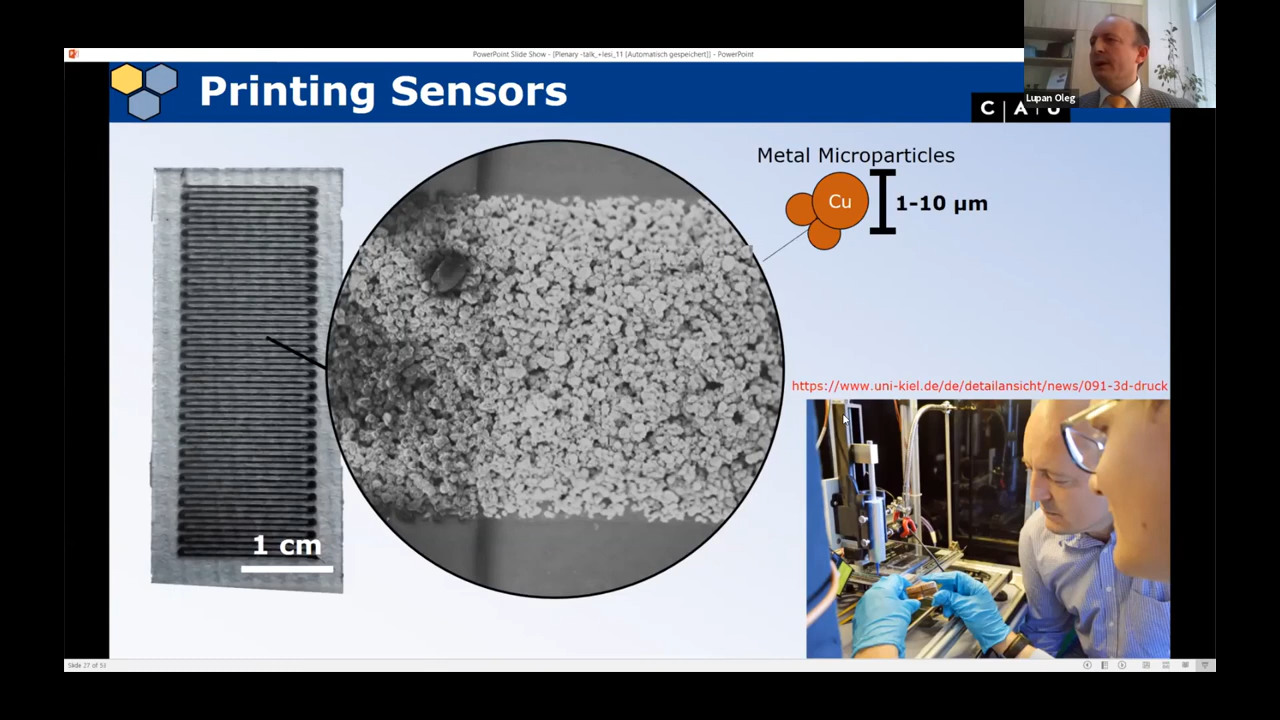 PowerPoint Slide Show - [Plenary -talk_+Iesi_11 [Automatisch gespeichert]] - PowerPoint
Lupan Oleg
Printing Sensors
C | A | U
Metal Microparticles
Cu
1-10 µm
https://www.uni-kiel.de/de/detailansicht/news/091-3d-druck
1 cm
Slide 27 of 51